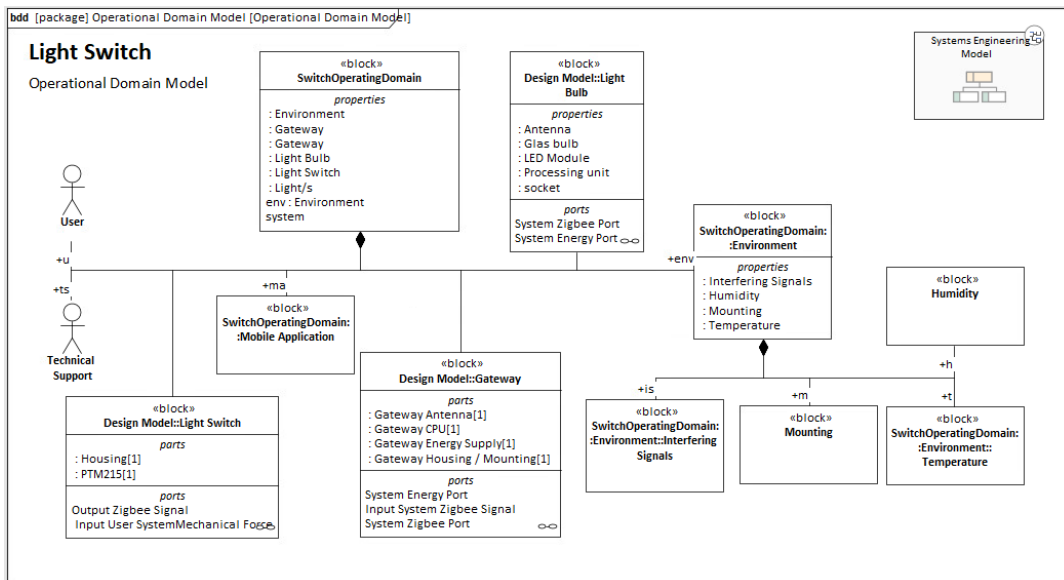 bdd [package] Operational Domain Model [Operational Domain Model]
Light Switch
Operational Domain Model
«block»
SwitchOperatingDomain
properties
: Environment
: Gateway
: Gateway
: Light Bulb
: Light Switch
: Light/s
env : Environment
system
«block»
Design Model::Light
Bulb
properties
: Antenna
: Glas bulb
: LED Module
: Processing unit
: socket
ports
System Zigbee Port
System Energy Port
Systems Engineering
Model
User
+u
+ts
Technical
Support
+ma
+env
«block»
SwitchOperatingDomain:
:Environment
properties
: Interfering Signals
: Humidity
: Mounting
: Temperature
«block»
Humidity
+h
«block»
SwitchOperatingDomain:
:Mobile Application
«block»
Design Model::Gateway
parts
: Gateway Antenna[1]
: Gateway CPU[1]
: Gateway Energy Supply[1]
: Gateway Housing / Mounting[1]
ports
System Energy Port
Input System Zigbee Signal
System Zigbee Port
«block»
Design Model::Light Switch
parts
: Housing[1]
: PTM215[1]
ports
Output Zigbee Signal
Input User SystemMechanical Force
+is
+m
+t
«block»
SwitchOperatingDomain:
:Environment::Interfering
Signals
«block»
Mounting
«block»
SwitchOperatingDomain:
:Environment::
Temperature